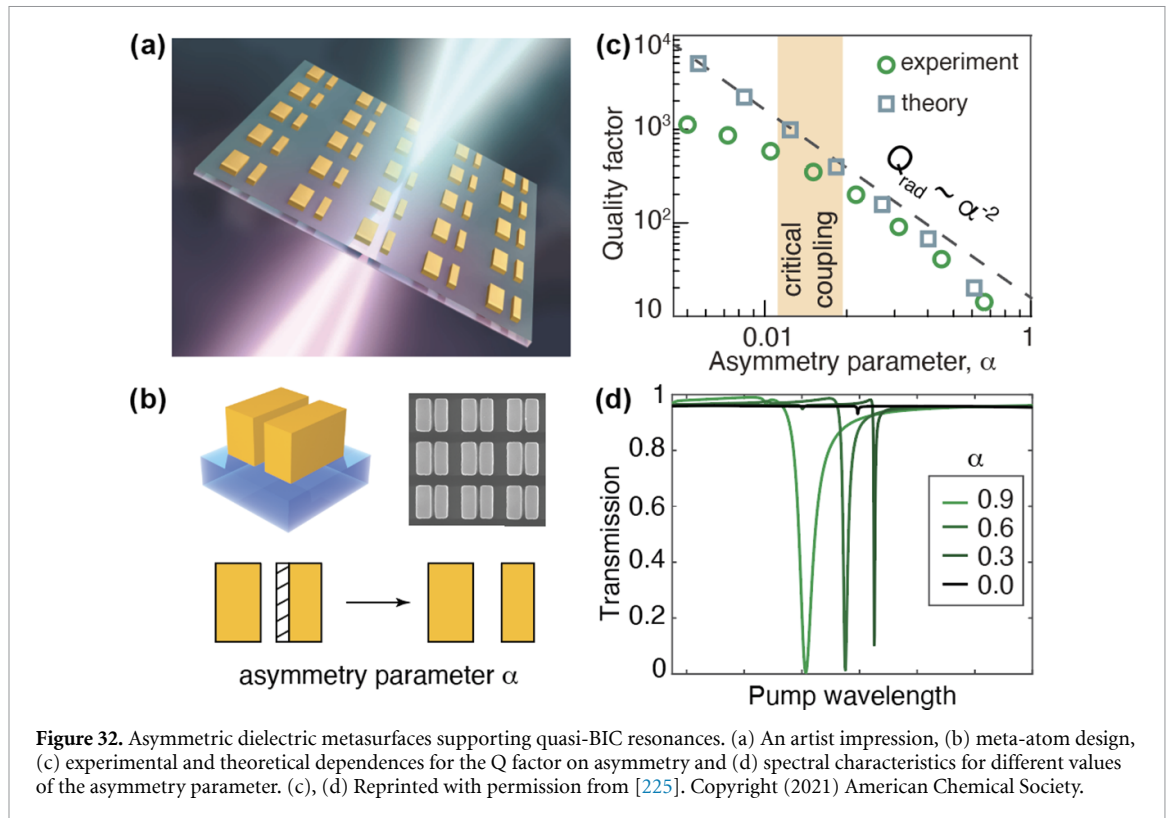 (a)
(b)
asymmetry parameter α
(c)
10⁴
10³
10²
10
Quality factor
experiment
theory
Q_rad ~ α⁻²
critical
coupling
0.01
1
Asymmetry parameter, α
(d)
1
0.8
0.6
0.4
0.2
0
Transmission
α
0.9
0.6
0.3
0.0
Pump wavelength
Figure 32. Asymmetric dielectric metasurfaces supporting quasi-BIC resonances. (a) An artist impression, (b) meta-atom design,
(c) experimental and theoretical dependences for the Q factor on asymmetry and (d) spectral characteristics for different values
of the asymmetry parameter. (c), (d) Reprinted with permission from [225]. Copyright (2021) American Chemical Society.